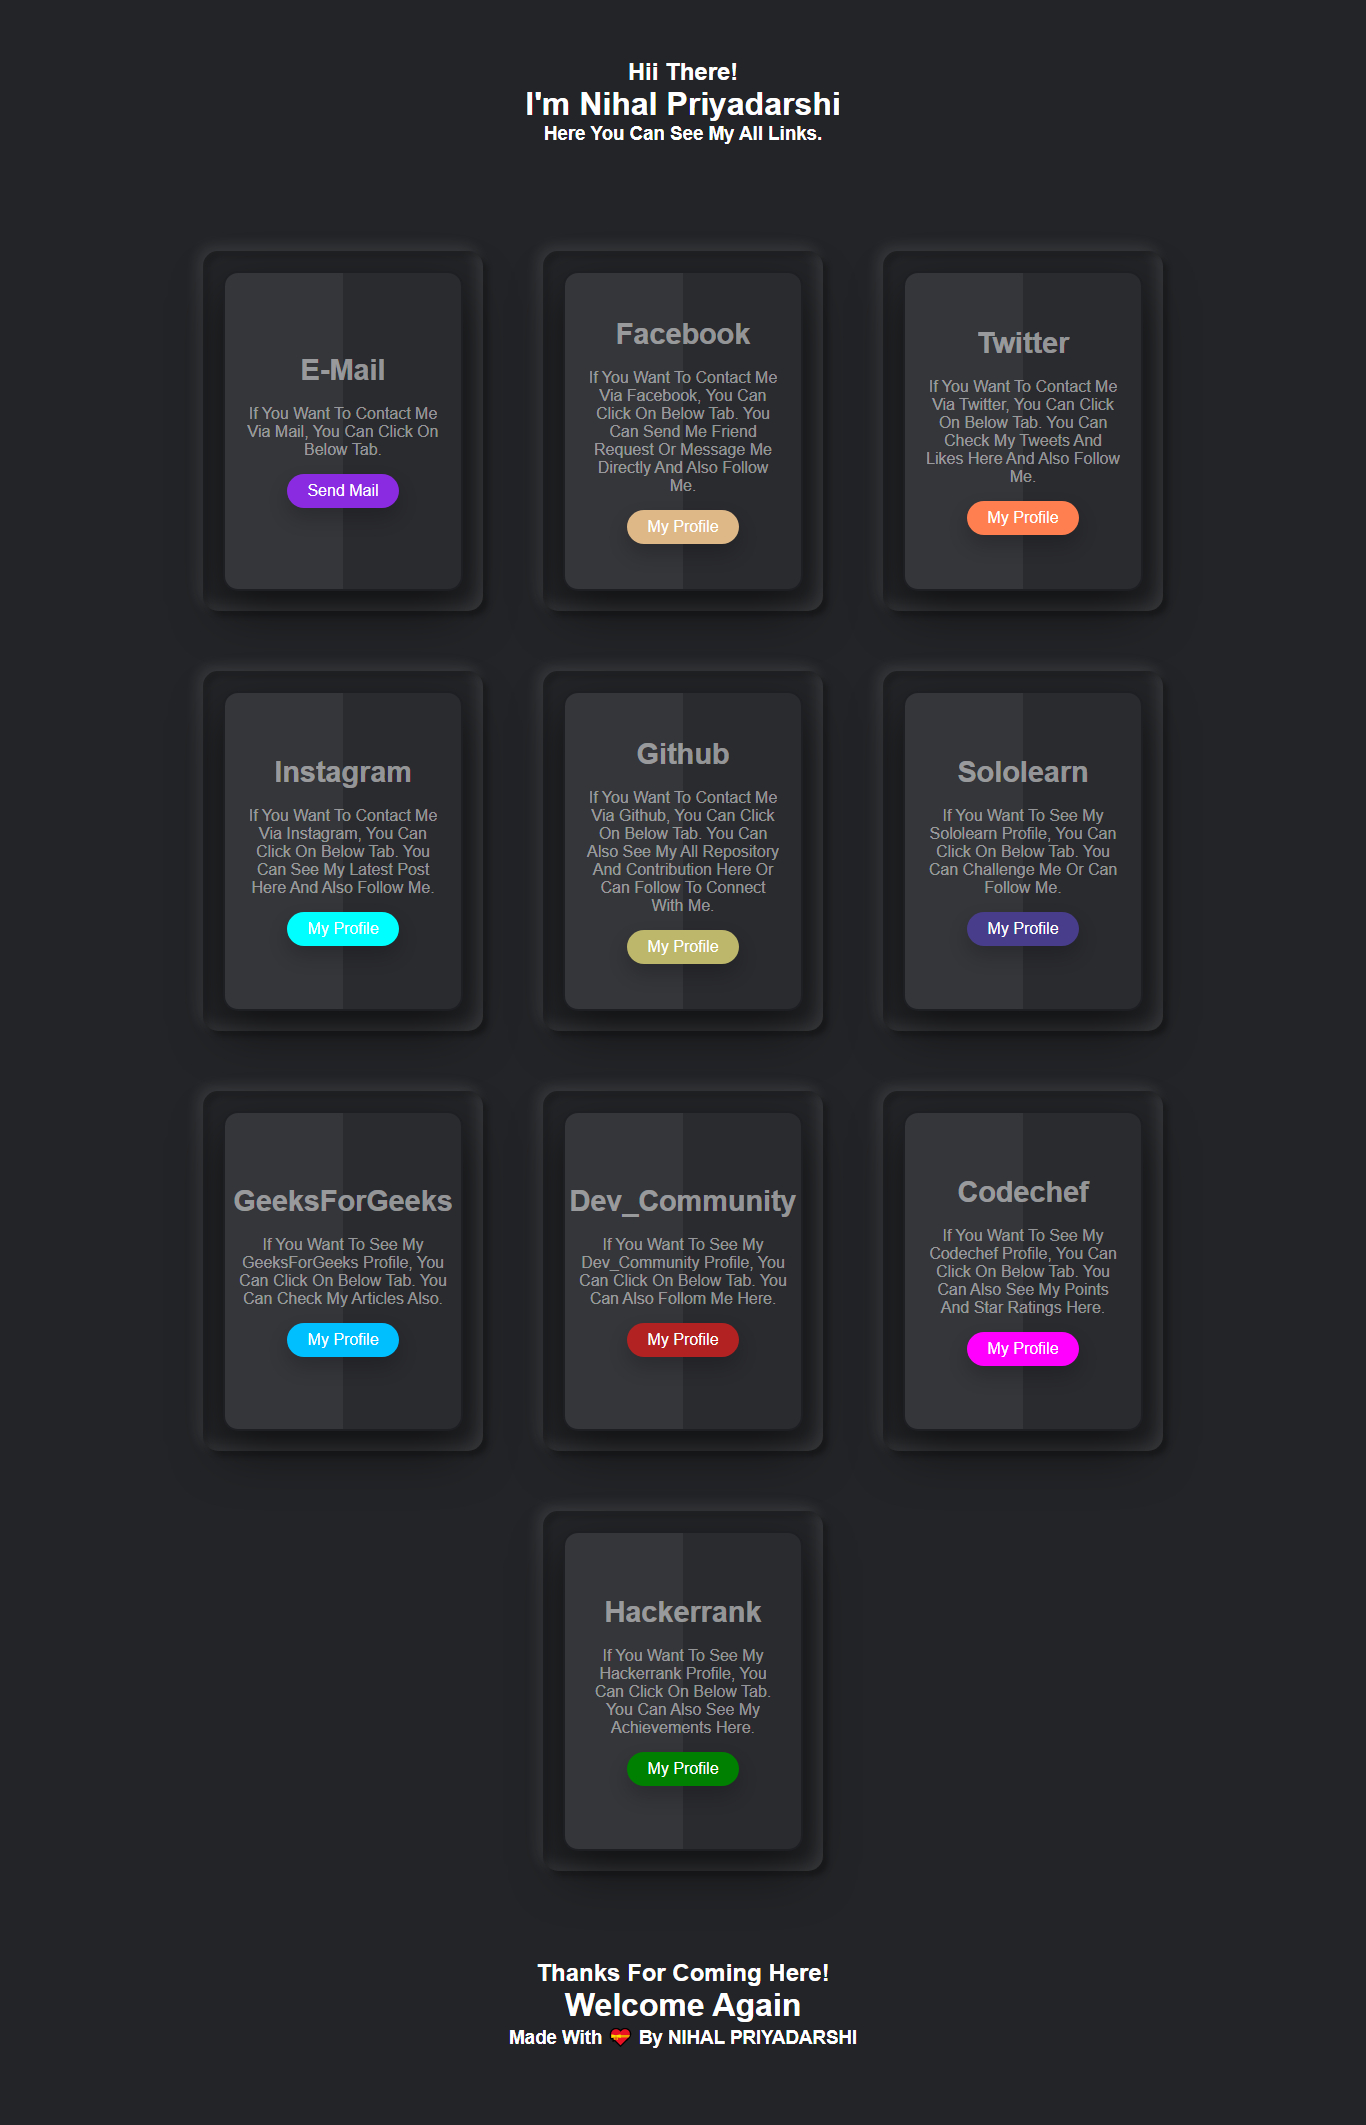 Hii There!
I'm Nihal Priyadarshi
Here You Can See My All Links.
E-Mail
If You Want To Contact Me
Via Mail, You Can Click On
Below Tab.
Send Mail
Facebook
If You Want To Contact Me
Via Facebook, You Can
Click On Below Tab. You
Can Send Me Friend
Request Or Message Me
Directly And Also Follow
Me.
My Profile
Twitter
If You Want To Contact Me
Via Twitter, You Can Click
On Below Tab. You Can
Check My Tweets And
Likes Here And Also Follow
Me.
My Profile
Instagram
If You Want To Contact Me
Via Instagram, You Can
Click On Below Tab. You
Can See My Latest Post
Here And Also Follow Me.
My Profile
Github
If You Want To Contact Me
Via Github, You Can Click
On Below Tab. You Can
Also See My All Repository
And Contribution Here Or
Can Follow To Connect
With Me.
My Profile
Sololearn
If You Want To See My
Sololearn Profile, You Can
Click On Below Tab. You
Can Challenge Me Or Can
Follow Me.
My Profile
GeeksForGeeks
If You Want To See My
GeeksForGeeks Profile, You
Can Click On Below Tab. You
Can Check My Articles Also.
My Profile
Dev_Community
If You Want To See My
Dev_Community Profile, You
Can Click On Below Tab. You
Can Also Follom Me Here.
My Profile
Codechef
If You Want To See My
Codechef Profile, You Can
Click On Below Tab. You
Can Also See My Points
And Star Ratings Here.
My Profile
Hackerrank
If You Want To See My
Hackerrank Profile, You
Can Click On Below Tab.
You Can Also See My
Achievements Here.
My Profile
Thanks For Coming Here!
Welcome Again
Made With 💝 By NIHAL PRIYADARSHI